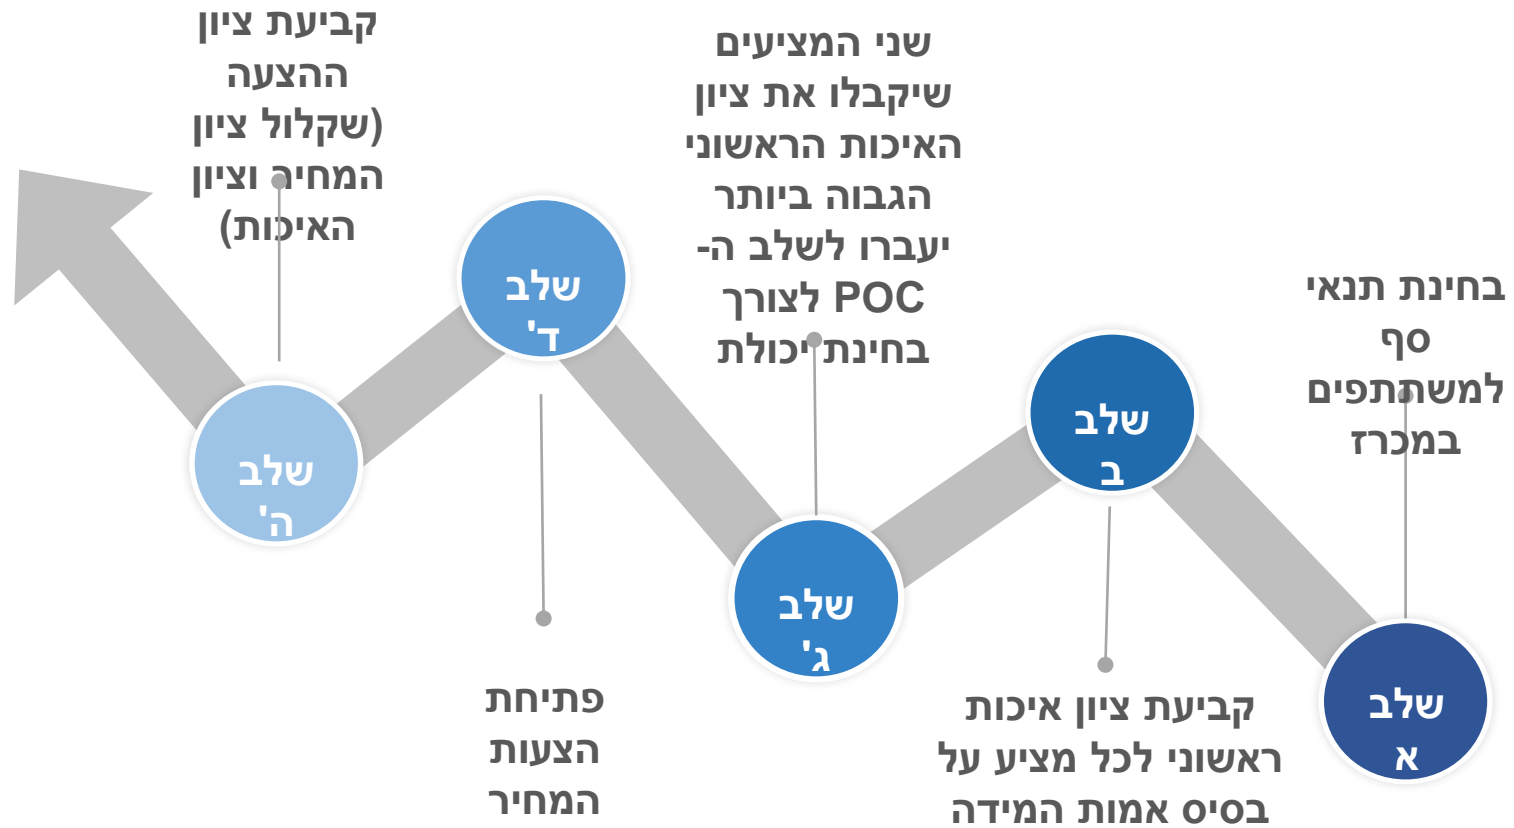 בחינת תנאי
סף
למשתתפים
במכרז
שלב
א
שלב
ב
קביעת ציון איכות
ראשוני לכל מציע על
בסיס אמות המידה
שני המציעים
שיקבלו את ציון
האיכות הראשוני
הגבוה ביותר
יעברו לשלב ה-
POC לצורך
בחינת יכולת
שלב
ג'
שלב
ד'
פתיחת
הצעות
המחיר
קביעת ציון
ההצעה
(שקלול ציון
המחיר וציון
האיכות)
שלב
ה'